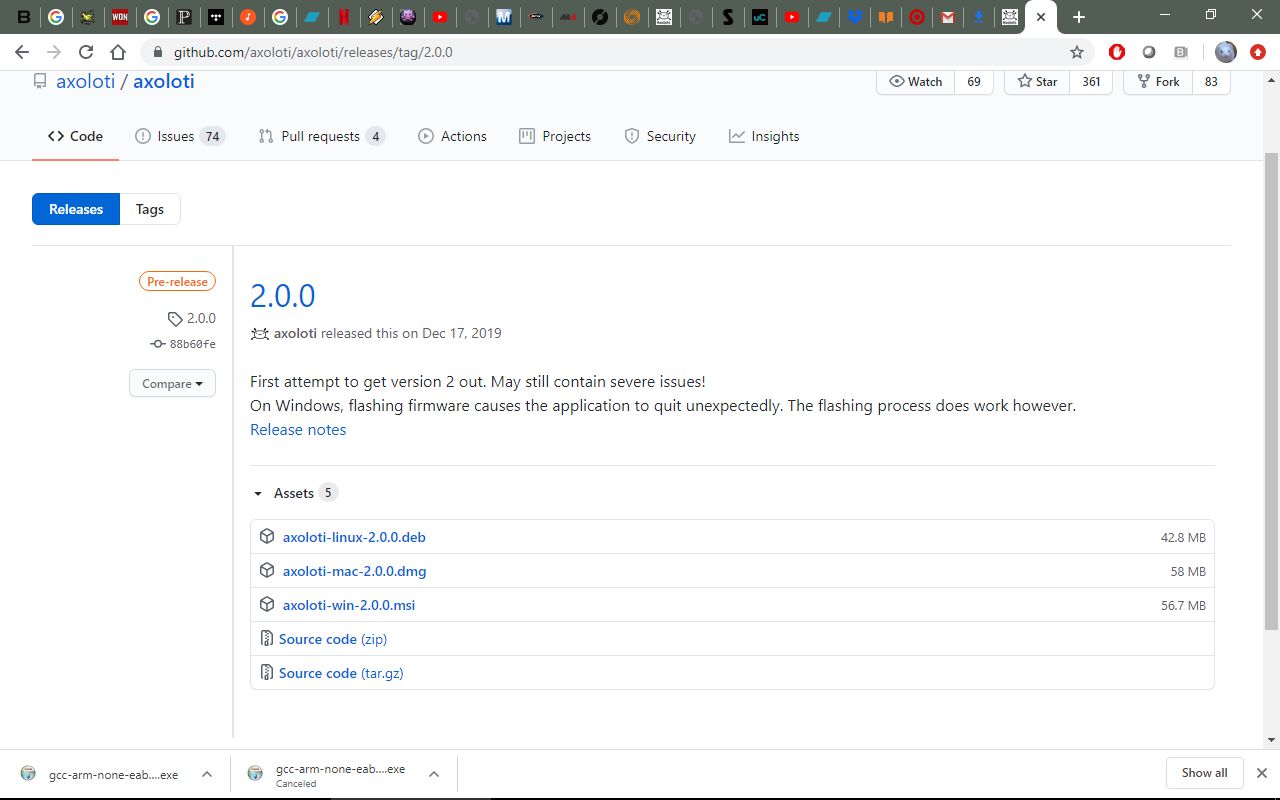 github.com/axoloti/axoloti/releases/tag/2.0.0
axoloti / axoloti
Watch 69 Star 361 Fork 83
Code Issues 74 Pull requests 4 Actions Projects Security Insights
Releases Tags
Pre-release
2.0.0
88b60fe
Compare
2.0.0
axoloti released this on Dec 17, 2019
First attempt to get version 2 out. May still contain severe issues!
On Windows, flashing firmware causes the application to quit unexpectedly. The flashing process does work however.
Release notes
Assets 5
axoloti-linux-2.0.0.deb 42.8 MB
axoloti-mac-2.0.0.dmg 58 MB
axoloti-win-2.0.0.msi 56.7 MB
Source code (zip)
Source code (tar.gz)
gcc-arm-none-eab....exe
gcc-arm-none-eab....exe
Canceled
Show all